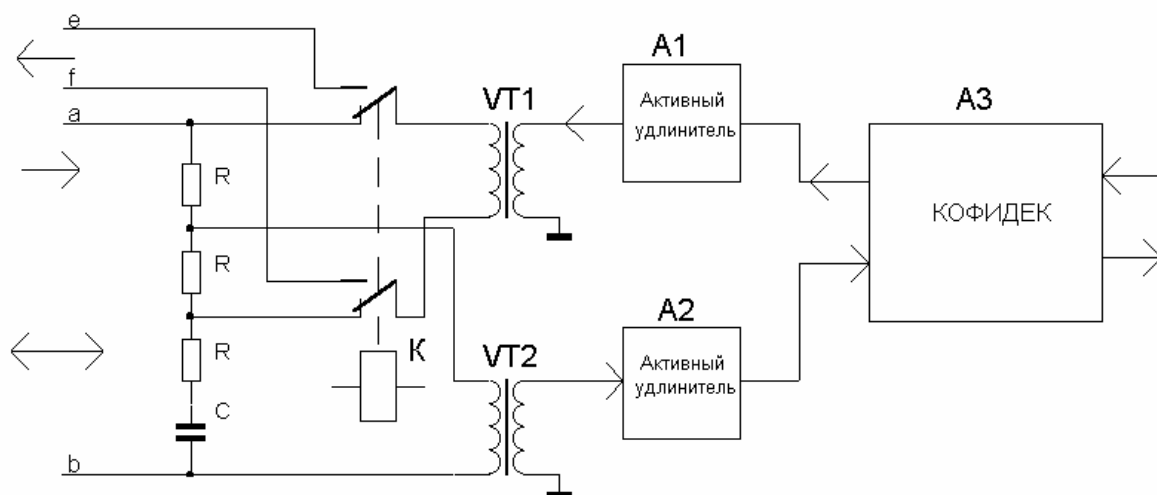 e
f
a
VT1
A1
Активный
удлинитель
A3
КОФИДЕК
R
R
R
C
K
VT2
A2
Активный
удлинитель
b